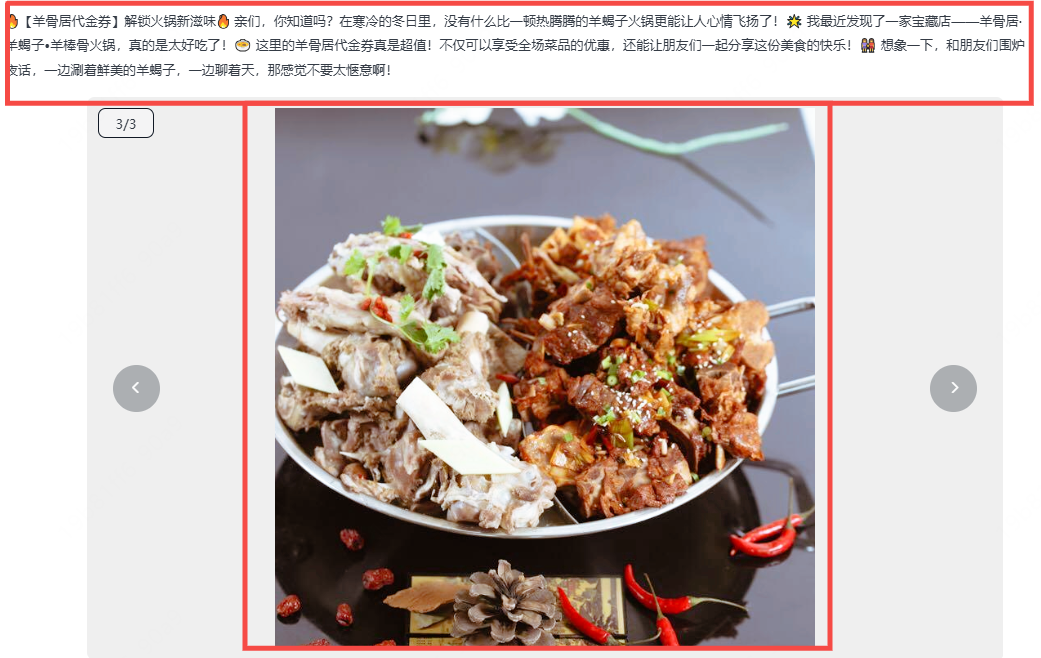 🔥【羊骨居代金券】解锁火锅新滋味🔥 亲们，你知道吗？在寒冷的冬日里，没有什么比一顿热腾腾的羊蝎子火锅更能让人心情飞扬了！🌟 我最近发现了一家宝藏店——羊骨居·
羊蝎子•羊棒骨火锅，真的是太好吃了！🍲 这里的羊骨居代金券真是超值！不仅可以享受全场菜品的优惠，还能让朋友们一起分享这份美食的快乐！👭 想象一下，和朋友们围炉
夜话，一边涮着鲜美的羊蝎子，一边聊着天，那感觉不要太惬意啊！
3/3